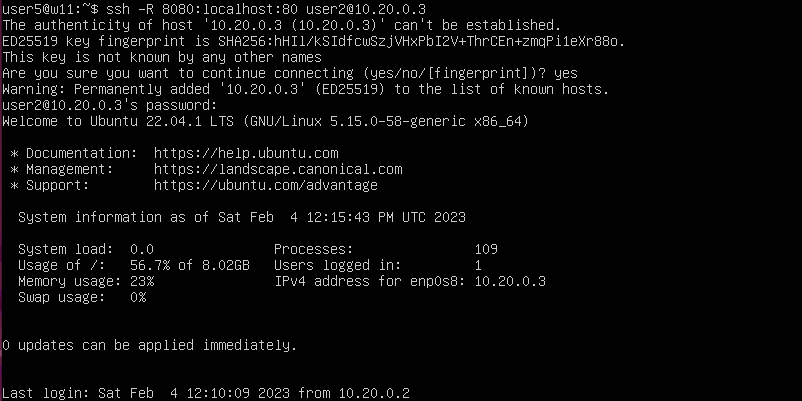 user5@w11:~$ ssh -R 8080:localhost:80 user2@10.20.0.3
The authenticity of host '10.20.0.3 (10.20.0.3)' can't be established.
ED25519 key fingerprint is SHA256:hHIl/kSIdfcwSzjVHxPbI2V+ThrCEn+zmqPi1eXr88o.
This key is not known by any other names
Are you sure you want to continue connecting (yes/no/[fingerprint])? yes
Warning: Permanently added '10.20.0.3' (ED25519) to the list of known hosts.
user2@10.20.0.3's password:
Welcome to Ubuntu 22.04.1 LTS (GNU/Linux 5.15.0-58-generic x86_64)
* Documentation:  https://help.ubuntu.com
* Management:     https://landscape.canonical.com
* Support:        https://ubuntu.com/advantage
System information as of Sat Feb  4 12:15:43 PM UTC 2023
System load:  0.0               Processes:               109
Usage of /:   56.7% of 8.02GB   Users logged in:         1
Memory usage: 23%               IPv4 address for enp0s8: 10.20.0.3
Swap usage:   0%
0 updates can be applied immediately.
Last login: Sat Feb  4 12:10:09 2023 from 10.20.0.2